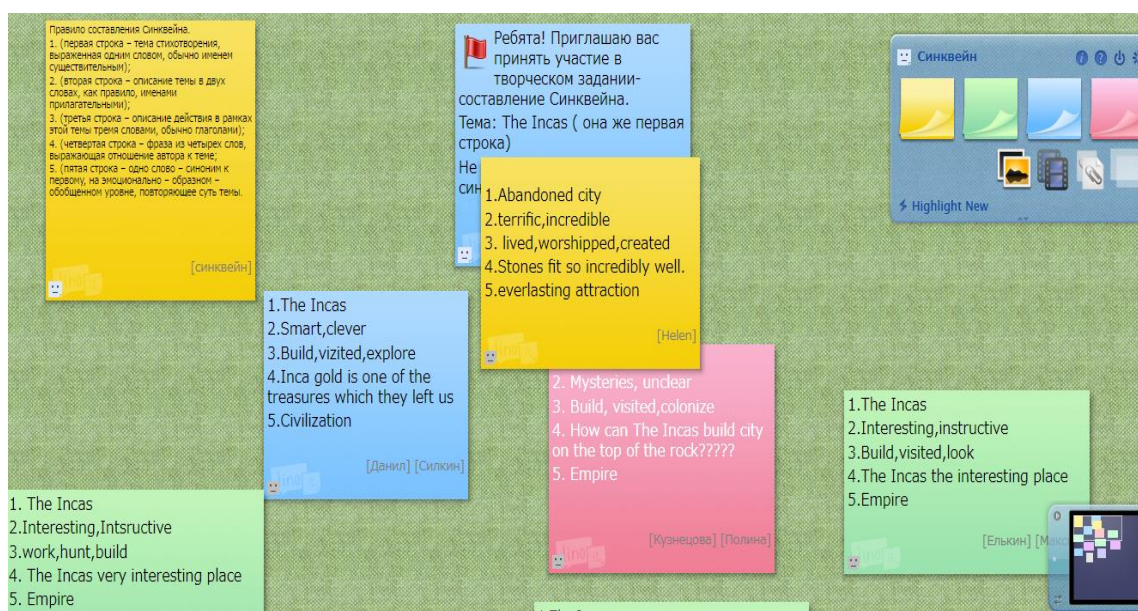 Правило составления Синквейна.
1. (первая строка – тема стихотворения,
выраженная одним словом, обычно именем
существительным);
2. (вторая строка – описание темы в двух
словах, как правило, именами
прилагательными);
3. (третья строка – описание действия в рамках
этой темы тремя словами, обычно глаголами);
4. (четвертая строка – фраза из четырех слов,
выражающая отношение автора к теме;
5. (пятая строка – одно слово – синоним к
первому, на эмоционально – образном –
обобщенном уровне, повторяющее суть темы.
[синквейн]
Ребята! Приглашаю вас
принять участие в
творческом задании-
составление Синквейна.
Тема: The Incas ( она же первая
строка)
Не
син
Синквейн
Highlight New
1.Abandoned city
2.terrific,incredible
3. lived,worshipped,created
4.Stones fit so incredibly well.
5.everlasting attraction
[Helen]
1.The Incas
2.Smart,clever
3.Build,vizited,explore
4.Inca gold is one of the
treasures which they left us
5.Civilization
[Данил] [Силкин]
2. Mysteries, unclear
3. Build, visited,colonize
4. How can The Incas build city
on the top of the rock?????
5. Empire
[Кузнецова] [Полина]
1.The Incas
2.Interesting,instructive
3.Build,visited,look
4.The Incas the interesting place
5.Empire
[Елькин] [Макс
1. The Incas
2.Interesting,Intsructive
3.work,hunt,build
4. The Incas very interesting place
5. Empire